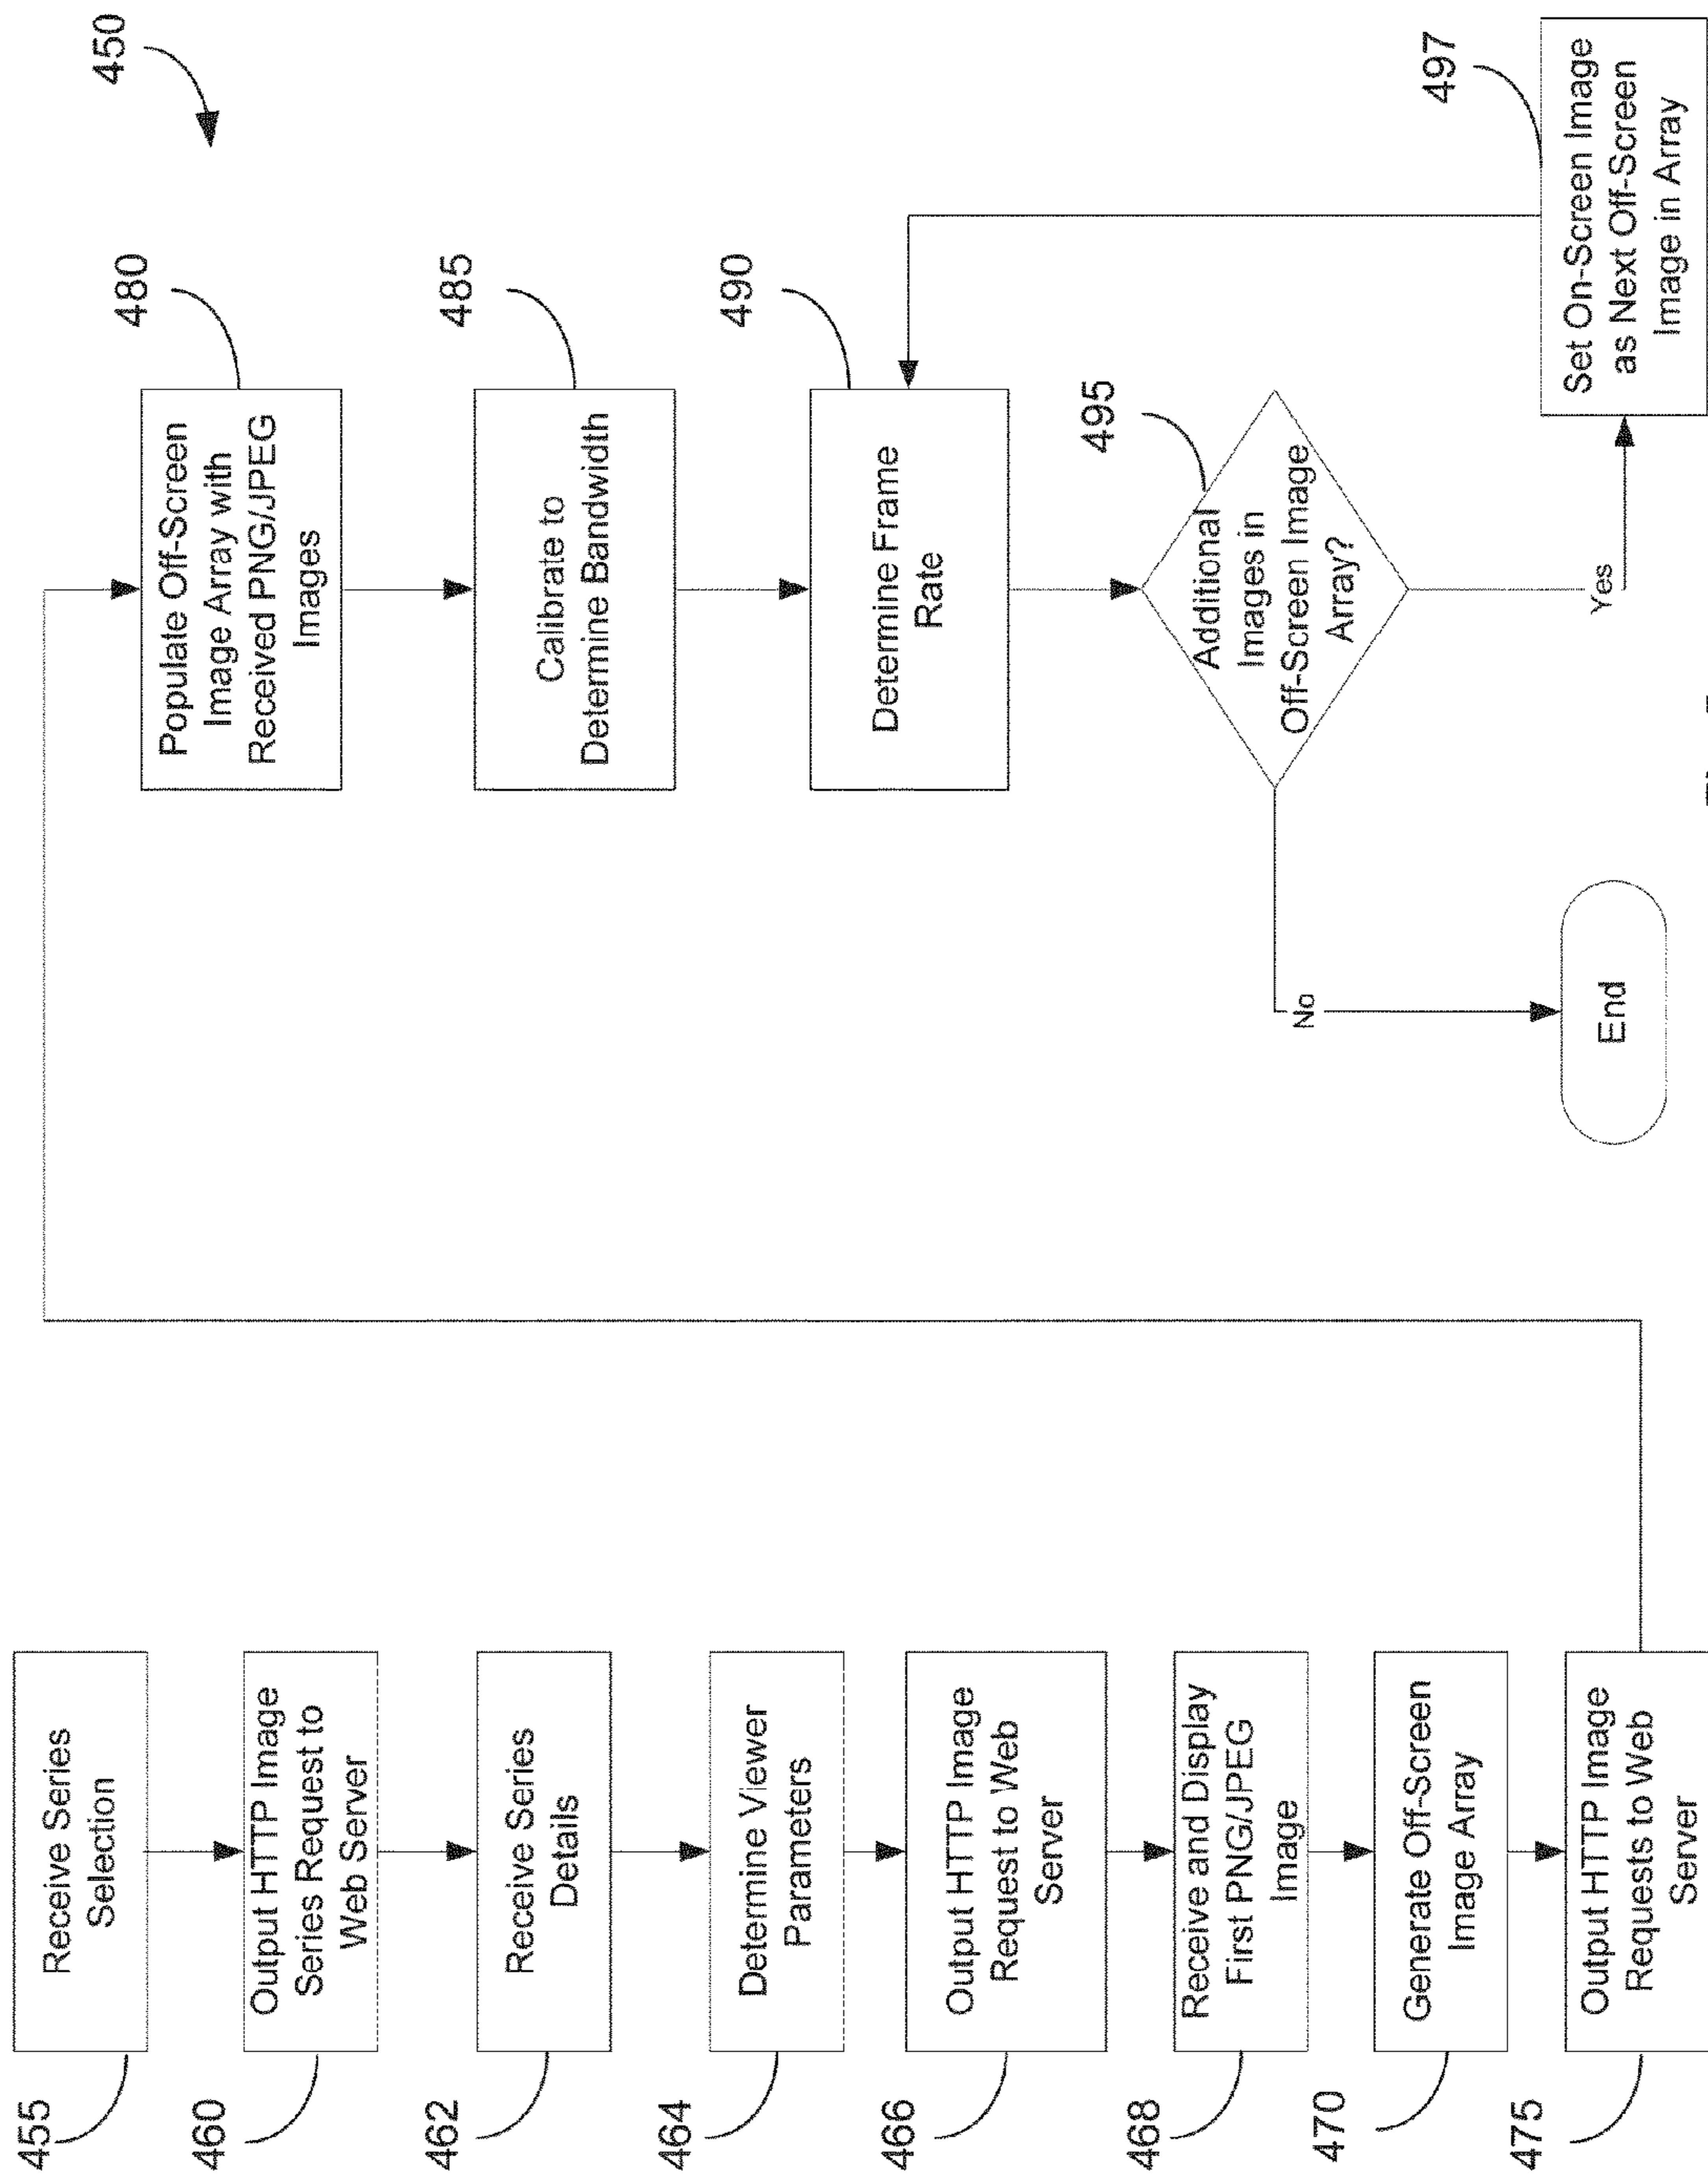 450
455
Receive Series
Selection
460
Output HTTP Image
Series Request to
Web Server
462
Receive Series
Details
464
Determine Viewer
Parameters
466
Output HTTP Image
Request to Web
Server
468
Receive and Display
First PNG/JPEG
Image
470
Generate Off-Screen
Image Array
475
Output HTTP Image
Requests to Web
Server
480
Populate Off-Screen
Image Array with
Received PNG/JPEG
Images
485
Calibrate to
Determine Bandwidth
490
Determine Frame
Rate
495
Additional
Images in
Off-Screen Image
Array?
No
End
Yes
497
Set On-Screen Image
as Next Off-Screen
Image in Array